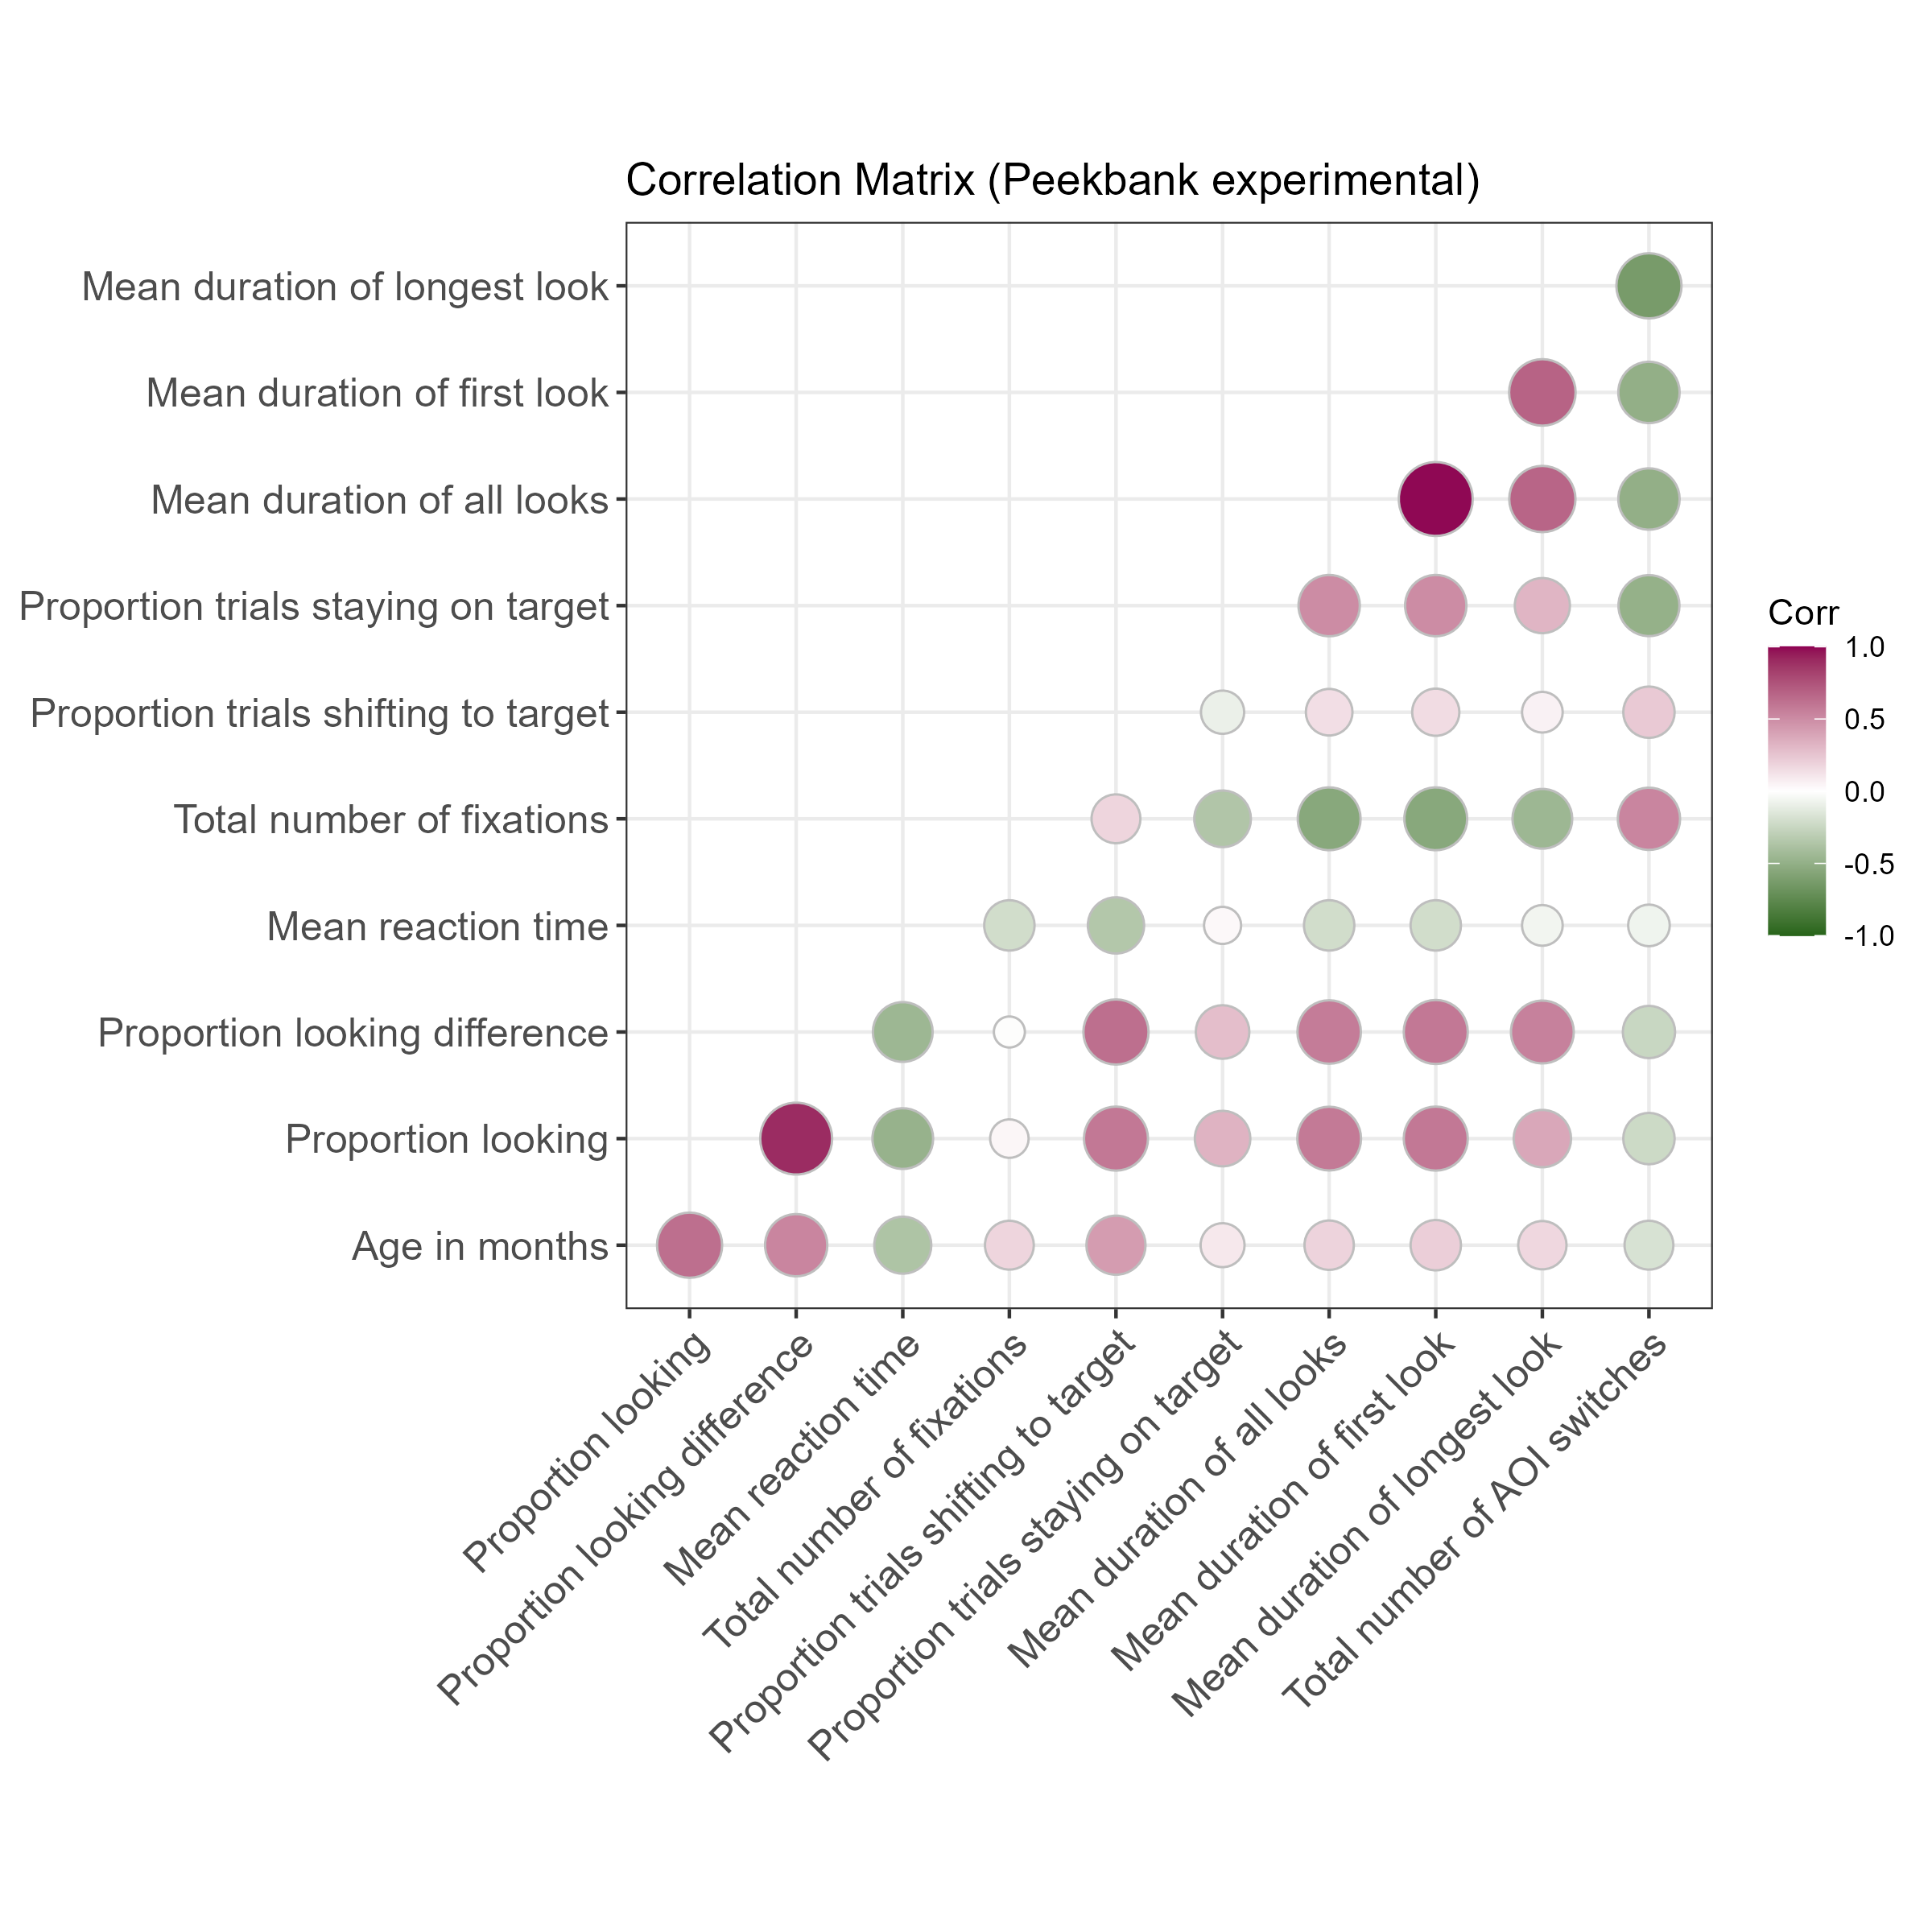 Correlation Matrix (Peekbank experimental)
Mean duration of longest look
Mean duration of first look
Mean duration of all looks
Proportion trials staying on target
Proportion trials shifting to target
Total number of fixations
Mean reaction time
Proportion looking difference
Proportion looking
Age in months
Proportion looking
Proportion looking difference
Mean reaction time
Total number of fixations
Proportion trials shifting to target
Proportion trials staying on target
Mean duration of all looks
Mean duration of first look
Mean duration of longest look
Total number of AOI switches
Corr
1.0
0.5
0.0
-0.5
-1.0